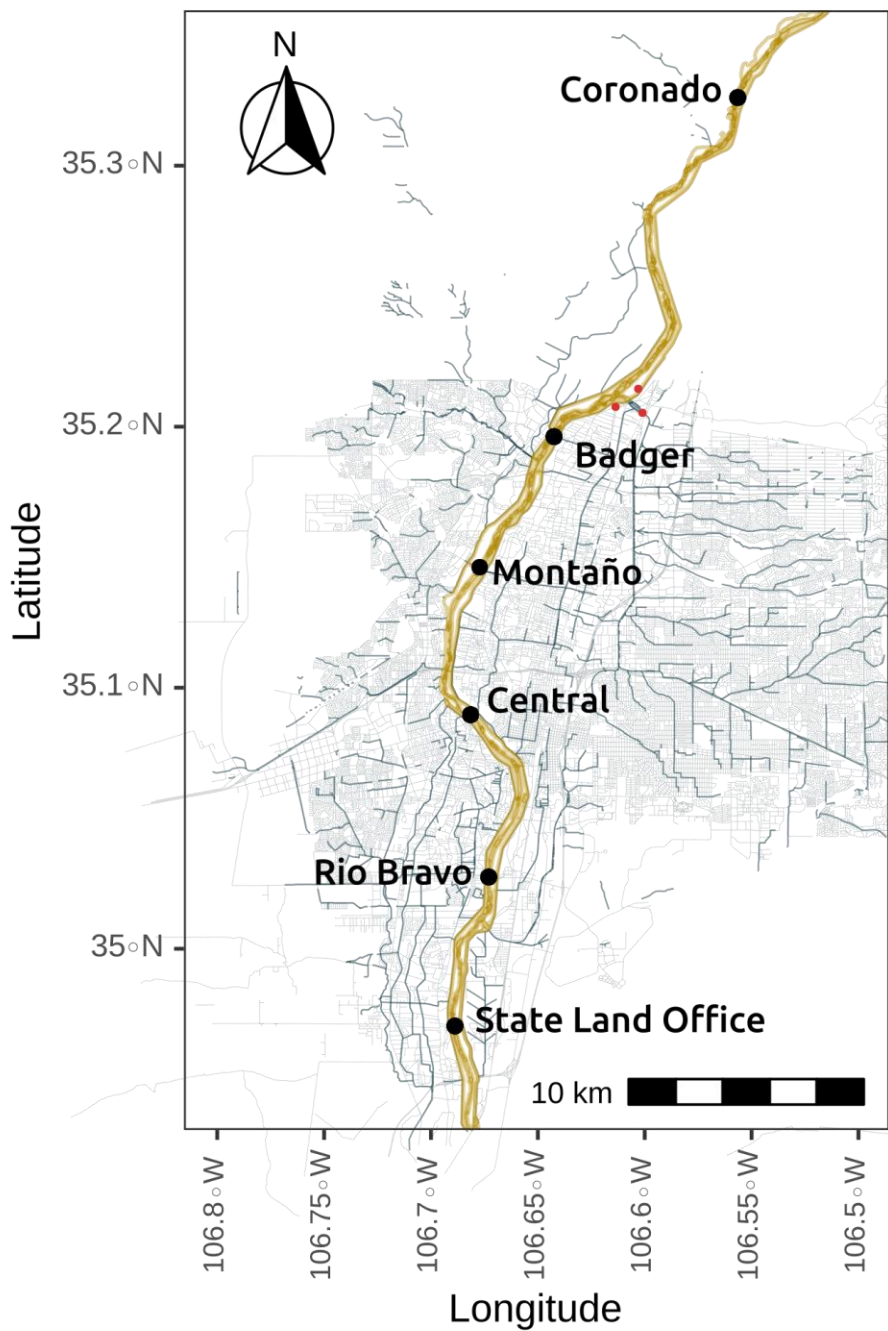 N
Coronado
35.3°N
35.2°N
Badger
Latitude
Montaño
35.1°N
Central
Rio Bravo
35°N
State Land Office
10 km
106.8°W
106.75°W
106.7°W
106.65°W
106.6°W
106.55°W
106.5°W
Longitude